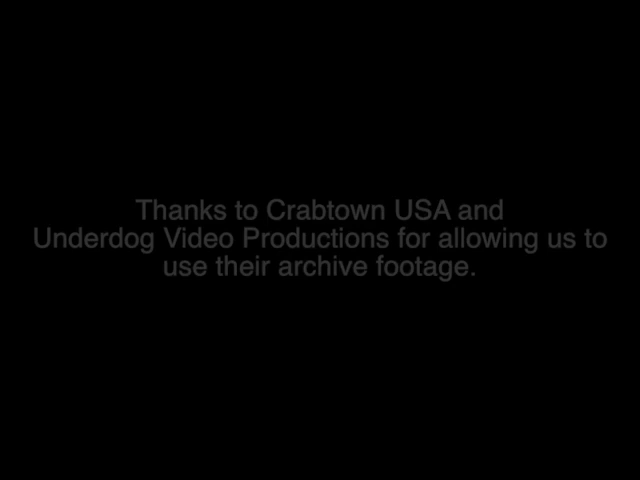 Thanks to Crabtown USA and
Underdog Video Productions for allowing us to
use their archive footage.